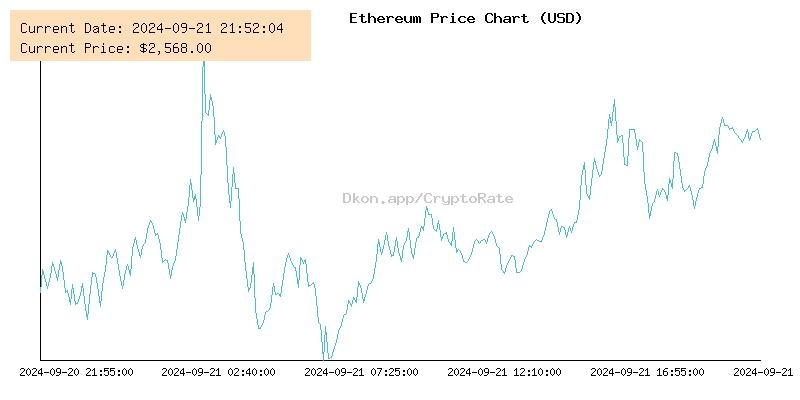 Ethereum Price Chart (USD)
Current Date: 2024-09-21 21:52:04
Current Price: $2,568.00
Dkon.app/CryptoRate
2024-09-20 21:55:00 2024-09-21 02:40:00 2024-09-21 07:25:00 2024-09-21 12:10:00 2024-09-21 16:55:00 2024-09-21